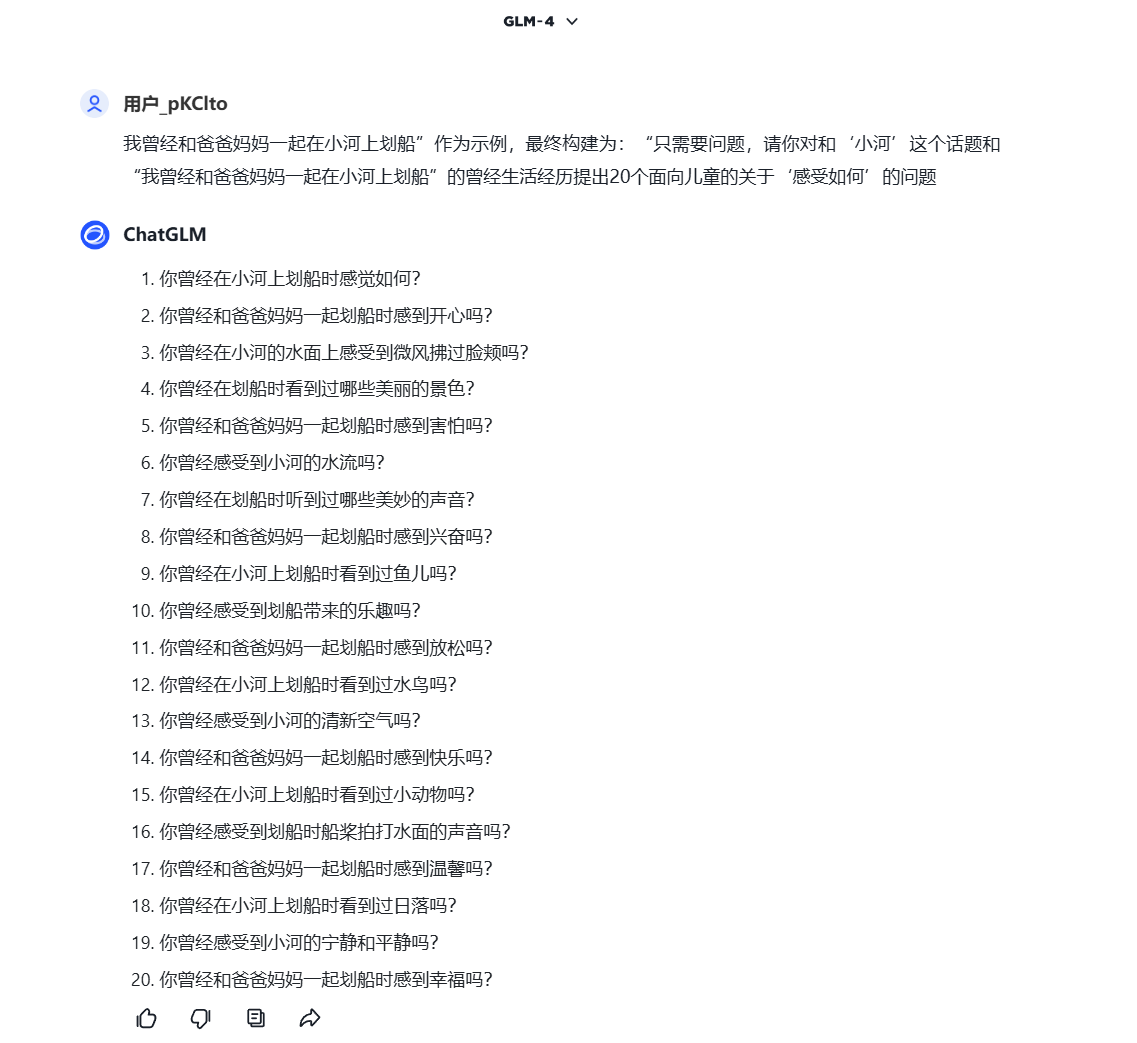 GLM-4
用户_pKClto
我曾经和爸爸妈妈一起在小河上划船”作为示例，最终构建为：“只需要问题，请你对和‘小河’这个话题和
“我曾经和爸爸妈妈一起在小河上划船”的曾经生活经历提出20个面向儿童的关于‘感受如何’的问题
ChatGLM
1. 你曾经在小河上划船时感觉如何？
2. 你曾经和爸爸妈妈一起划船时感到开心吗？
3. 你曾经在小河的水面上感受到微风拂过脸颊吗？
4. 你曾经在划船时看到过哪些美丽的景色？
5. 你曾经和爸爸妈妈一起划船时感到害怕吗？
6. 你曾经感受到小河的水流吗？
7. 你曾经在划船时听到过哪些美妙的声音？
8. 你曾经和爸爸妈妈一起划船时感到兴奋吗？
9. 你曾经在小河上划船时看到过鱼儿吗？
10. 你曾经感受到划船带来的乐趣吗？
11. 你曾经和爸爸妈妈一起划船时感到放松吗？
12. 你曾经在小河上划船时看到过水鸟吗？
13. 你曾经感受到小河的清新空气吗？
14. 你曾经和爸爸妈妈一起划船时感到快乐吗？
15. 你曾经在小河上划船时看到过小动物吗？
16. 你曾经感受到划船时船桨拍打水面的声音吗？
17. 你曾经和爸爸妈妈一起划船时感到温馨吗？
18. 你曾经在小河上划船时看到过日落吗？
19. 你曾经感受到小河的宁静和平静吗？
20. 你曾经和爸爸妈妈一起划船时感到幸福吗？